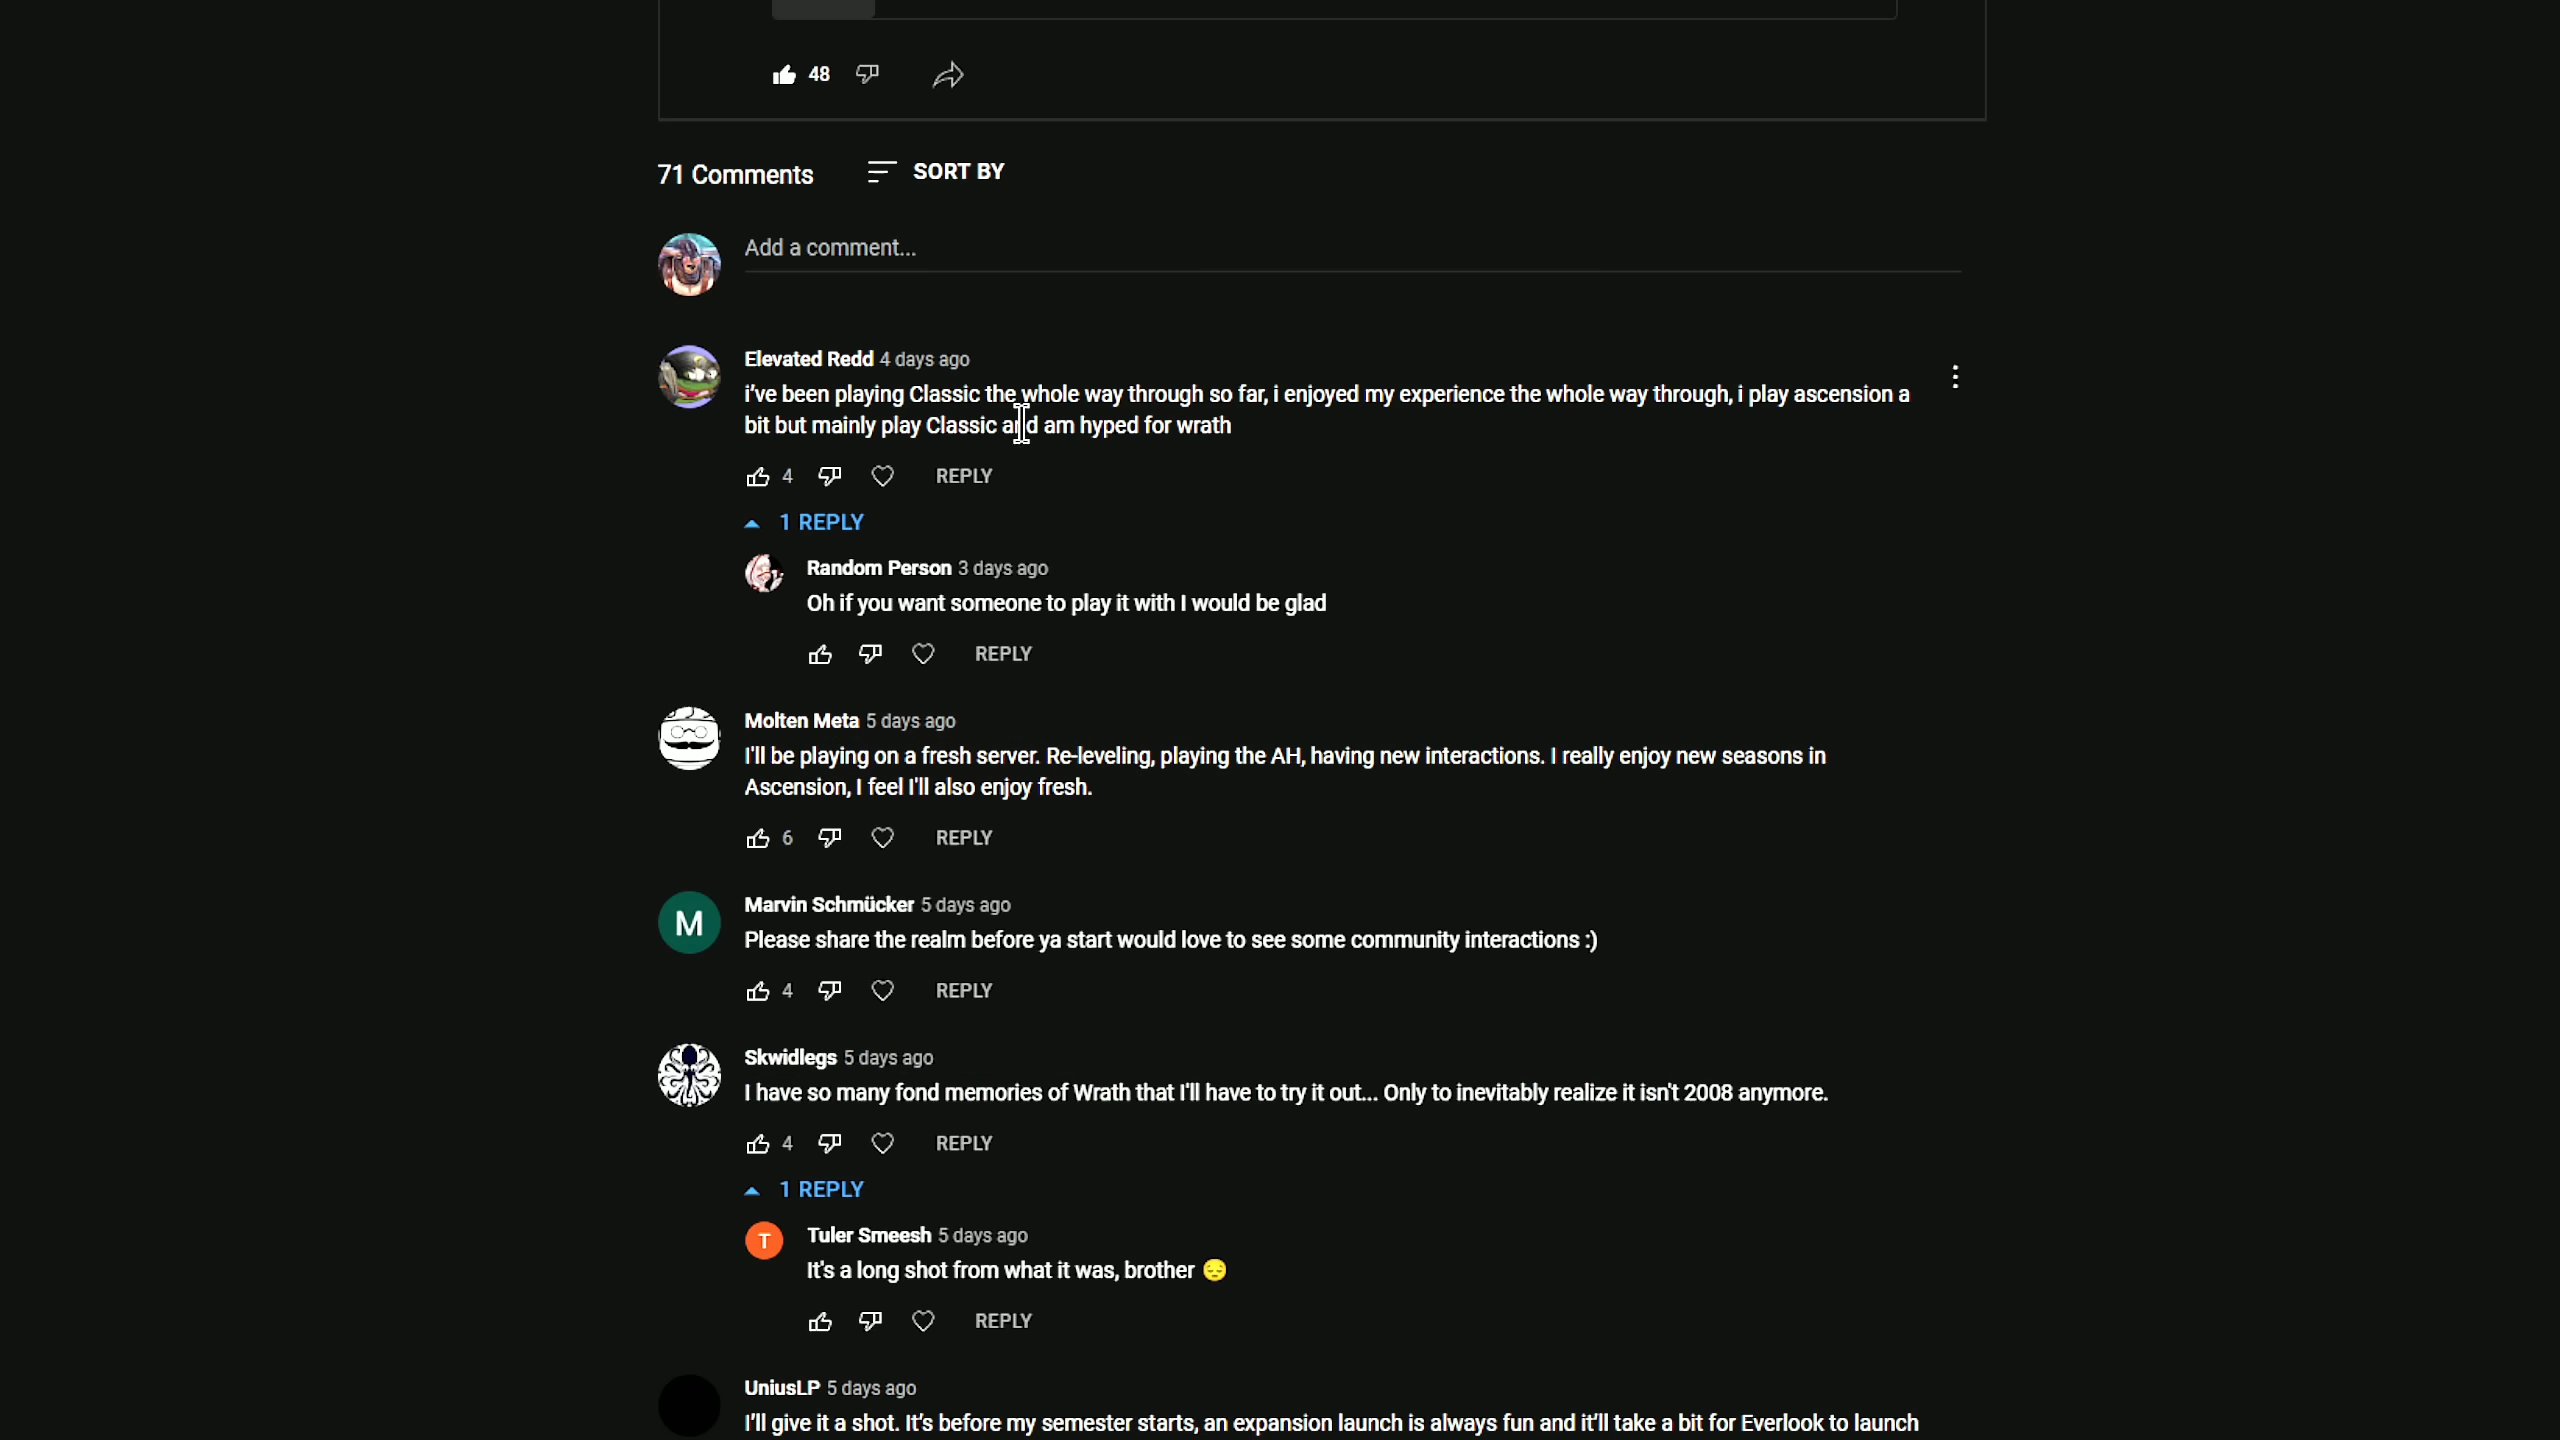 48
71 Comments SORT BY
Add a comment...
Elevated Redd 4 days ago
i've been playing Classic the whole way through so far, i enjoyed my experience the whole way through, i play ascension a
bit but mainly play Classic and am hyped for wrath
4 REPLY
1 REPLY
Random Person 3 days ago
Oh if you want someone to play it with I would be glad
REPLY
Molten Meta 5 days ago
I'll be playing on a fresh server. Re-leveling, playing the AH, having new interactions. I really enjoy new seasons in
Ascension, I feel I'll also enjoy fresh.
6 REPLY
M
Marvin Schmücker 5 days ago
Please share the realm before ya start would love to see some community interactions :)
4 REPLY
Skwidlegs 5 days ago
I have so many fond memories of Wrath that I'll have to try it out... Only to inevitably realize it isn't 2008 anymore.
4 REPLY
1 REPLY
T
Tuler Smeesh 5 days ago
It's a long shot from what it was, brother 😔
REPLY
UniusLP 5 days ago
I'll give it a shot. It's before my semester starts, an expansion launch is always fun and it'll take a bit for Everlook to launch